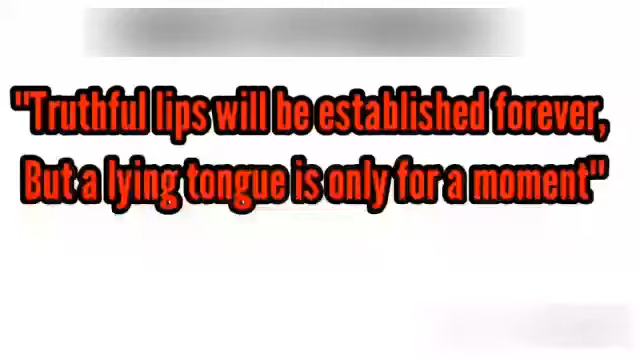 "Truthful lips will be established forever,
But a lying tongue is only for a moment"